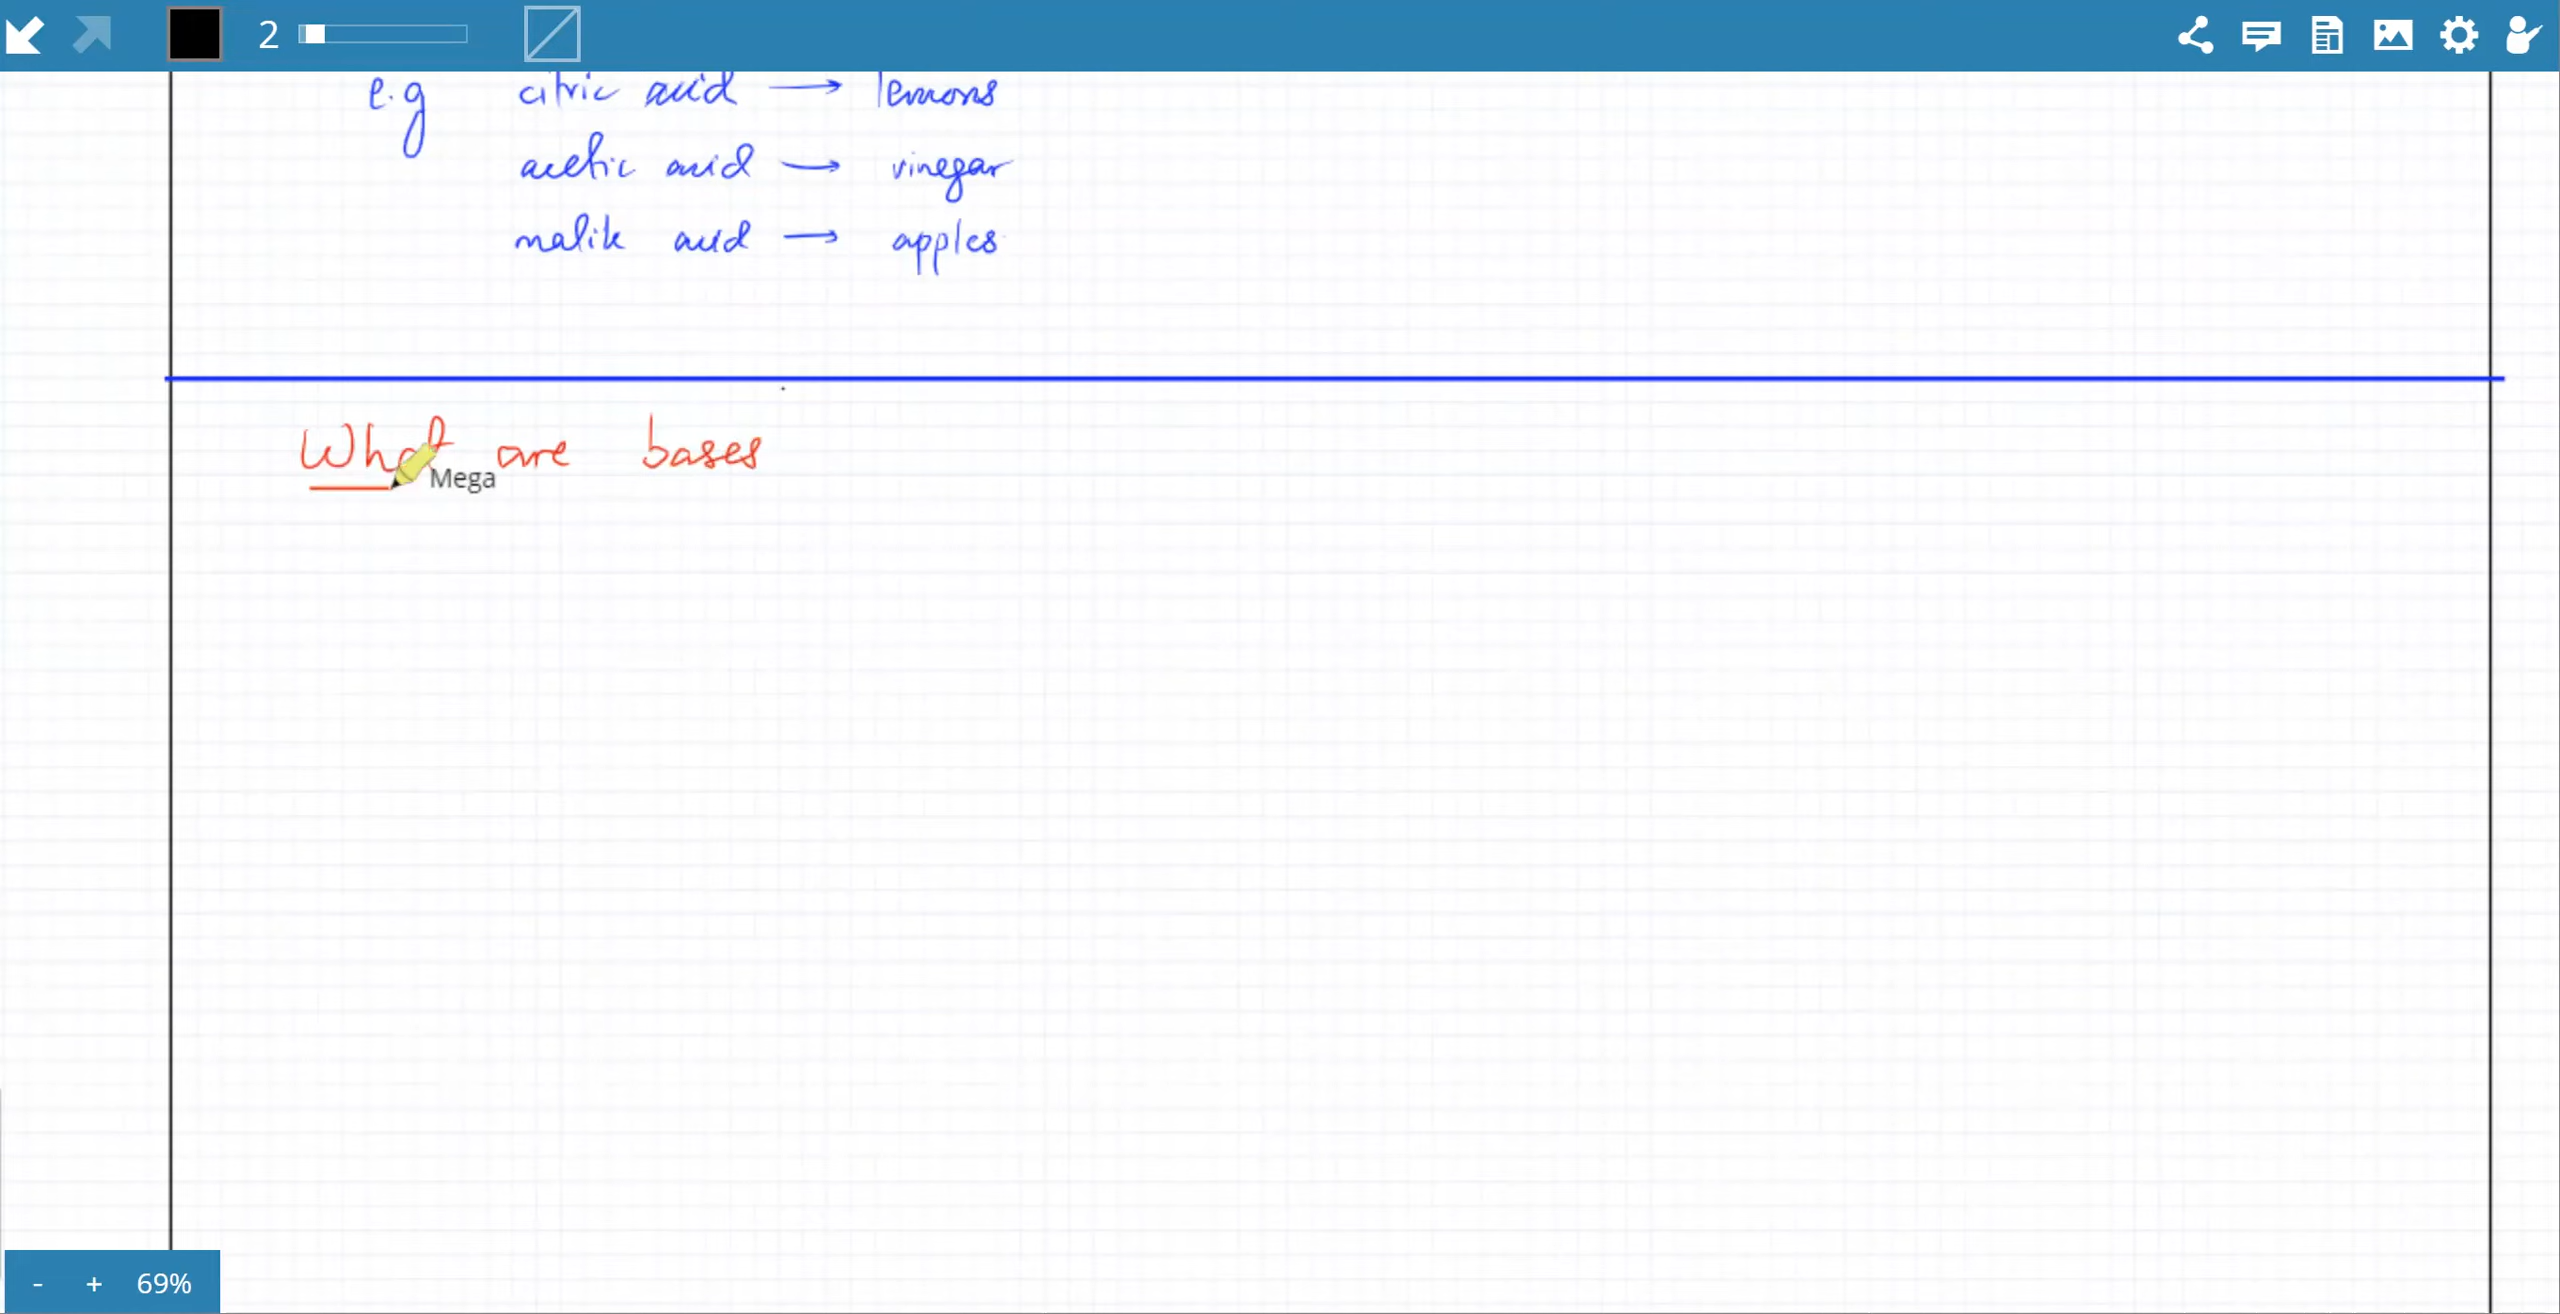 2
e.g citric acid → lemons
acetic acid → vinegar
malik acid → apples
What are bases
Mega
- + 69%